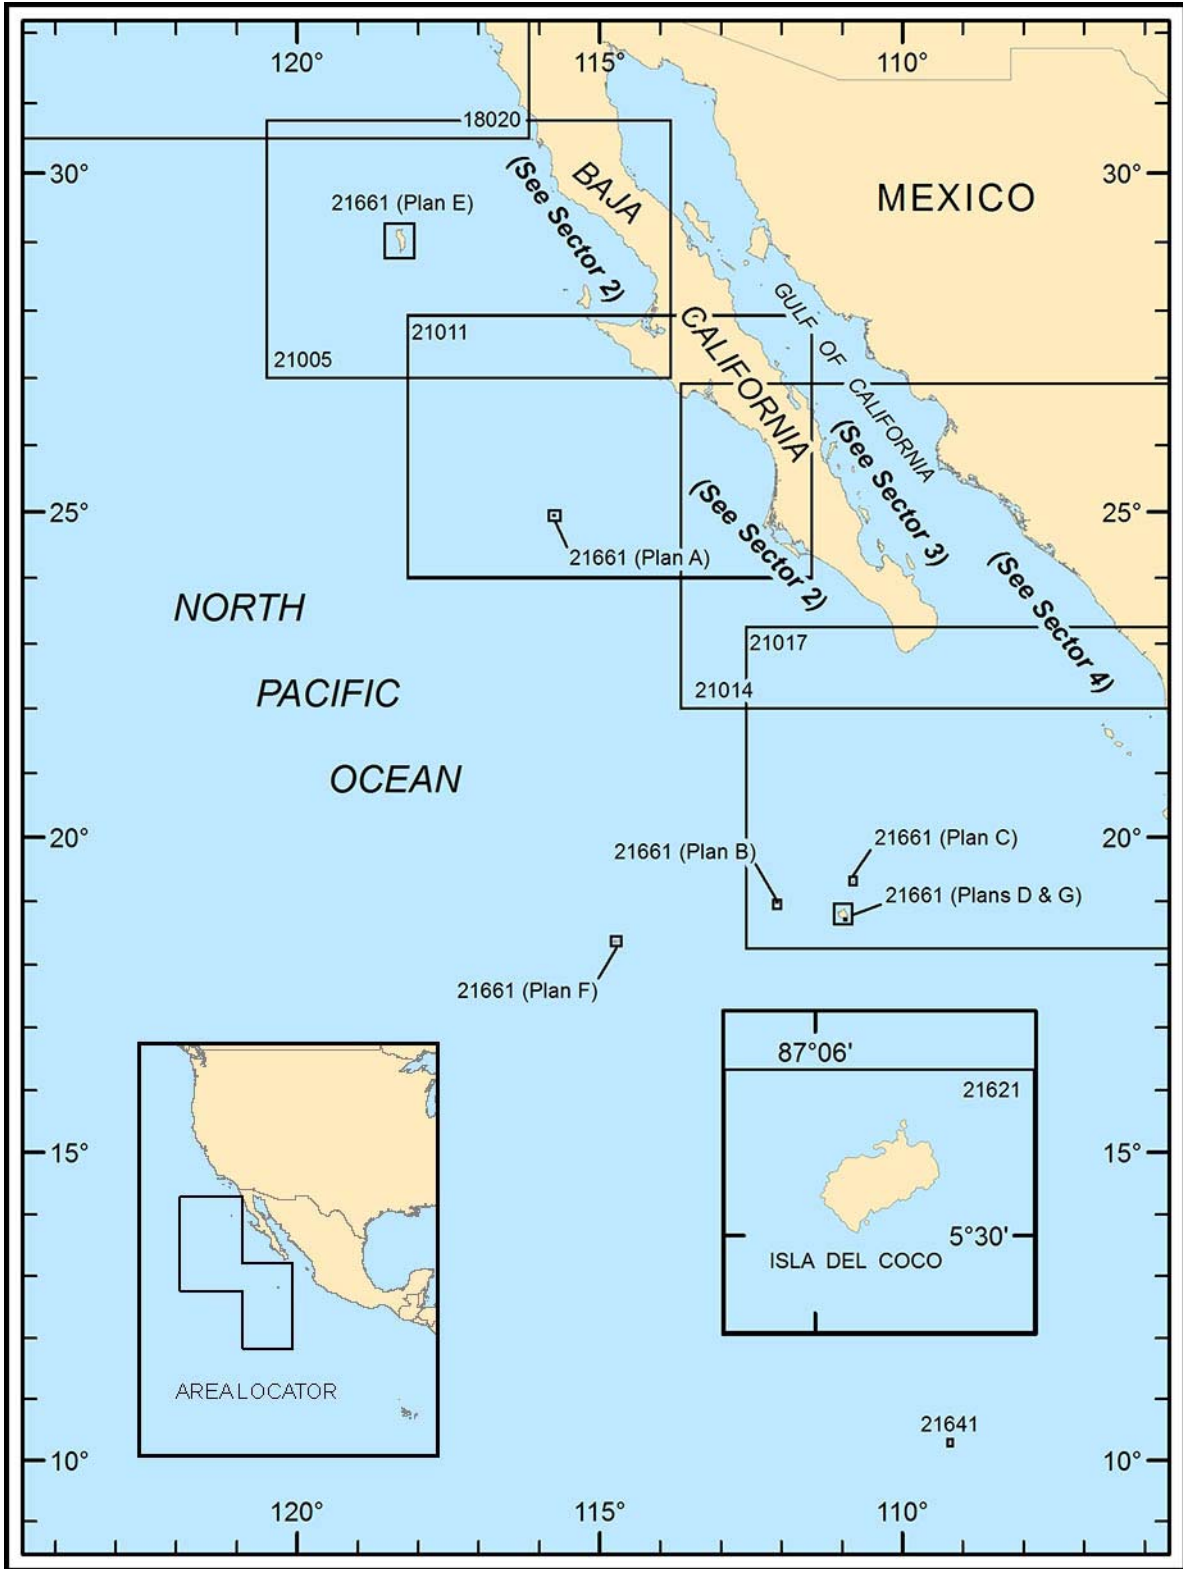 120°
115°
110°
18020
30°
30°
(See Sector 2)
BAJA
MEXICO
21661 (Plan E)
GULF OF CALIFORNIA
21011
CALIFORNIA
21005
(See Sector 3)
25°
25°
(See Sector 2)
21661 (Plan A)
(See Sector 4)
NORTH
21017
PACIFIC
21014
OCEAN
20°
20°
21661 (Plan B)
21661 (Plan C)
21661 (Plans D & G)
21661 (Plan F)
87°06'
21621
15°
15°
5°30'
ISLA DEL COCO
AREA LOCATOR
21641
10°
10°
120°
115°
110°